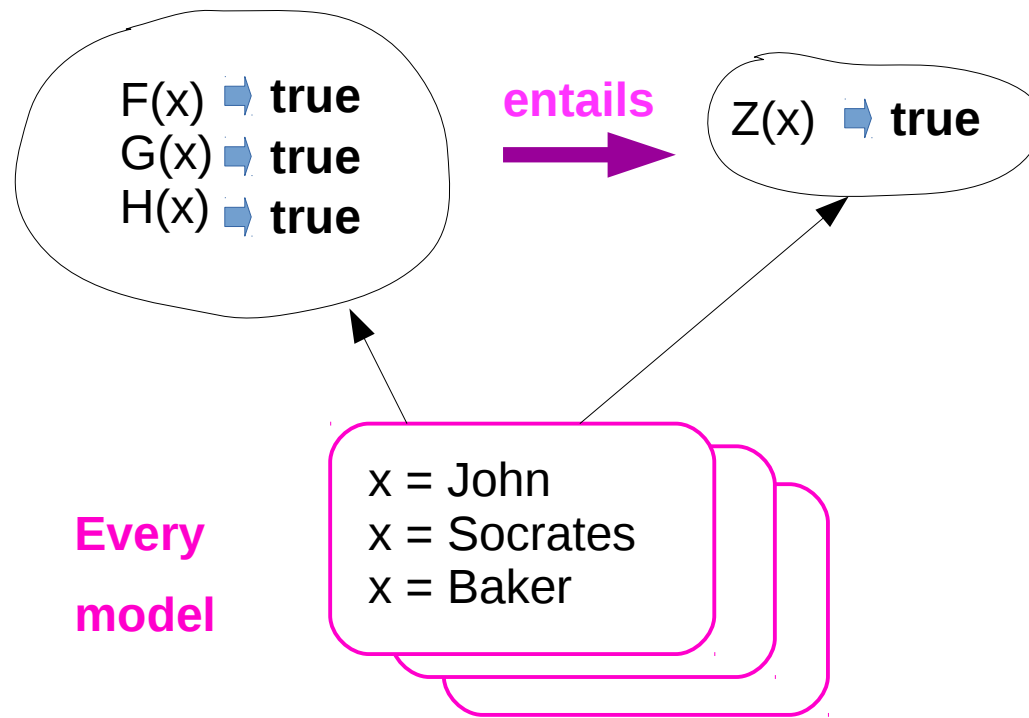 F(x) true
G(x) true
H(x) true
entails
Z(x) true
x = John
x = Socrates
x = Baker
Every
model